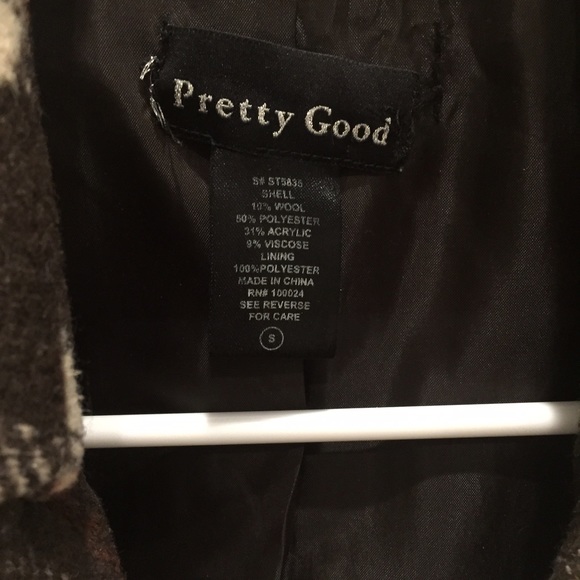 Pretty Good
S# ST5835
SHELL
10% WOOL
50% POLYESTER
31% ACRYLIC
9% VISCOSE
LINING
100%POLYESTER
MADE IN CHINA
RN# 100024
SEE REVERSE
FOR CARE
S